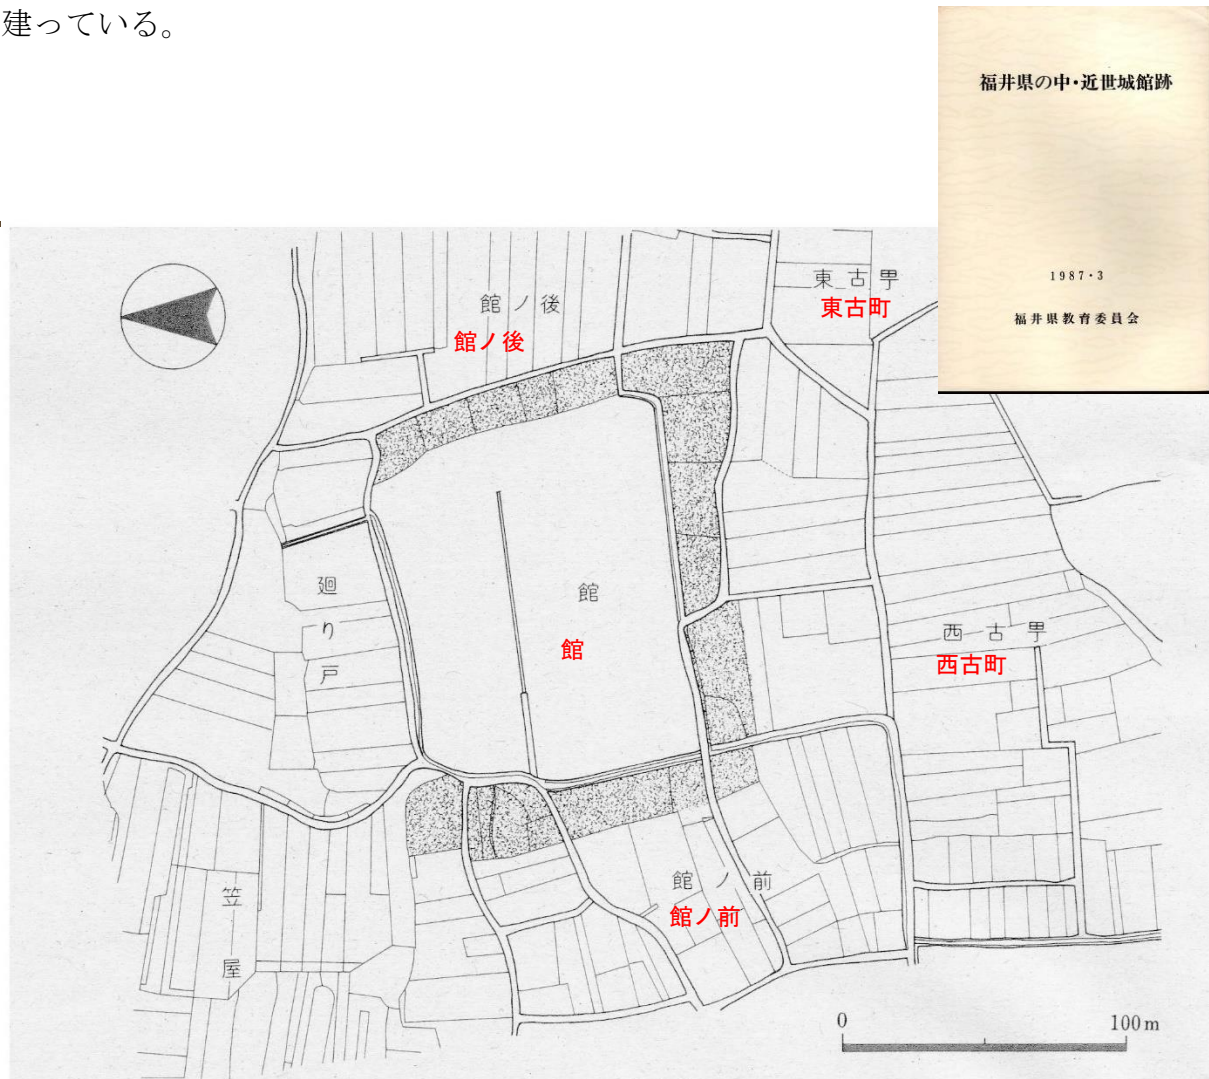 建っている。
福井県の中・近世城館跡
1987・3
福井県教育委員会
館ノ後
館ノ後
東古甼
東古町
廻り戸
館
館
西古甼
西古町
館ノ前
館ノ前
笠屋
0
100m